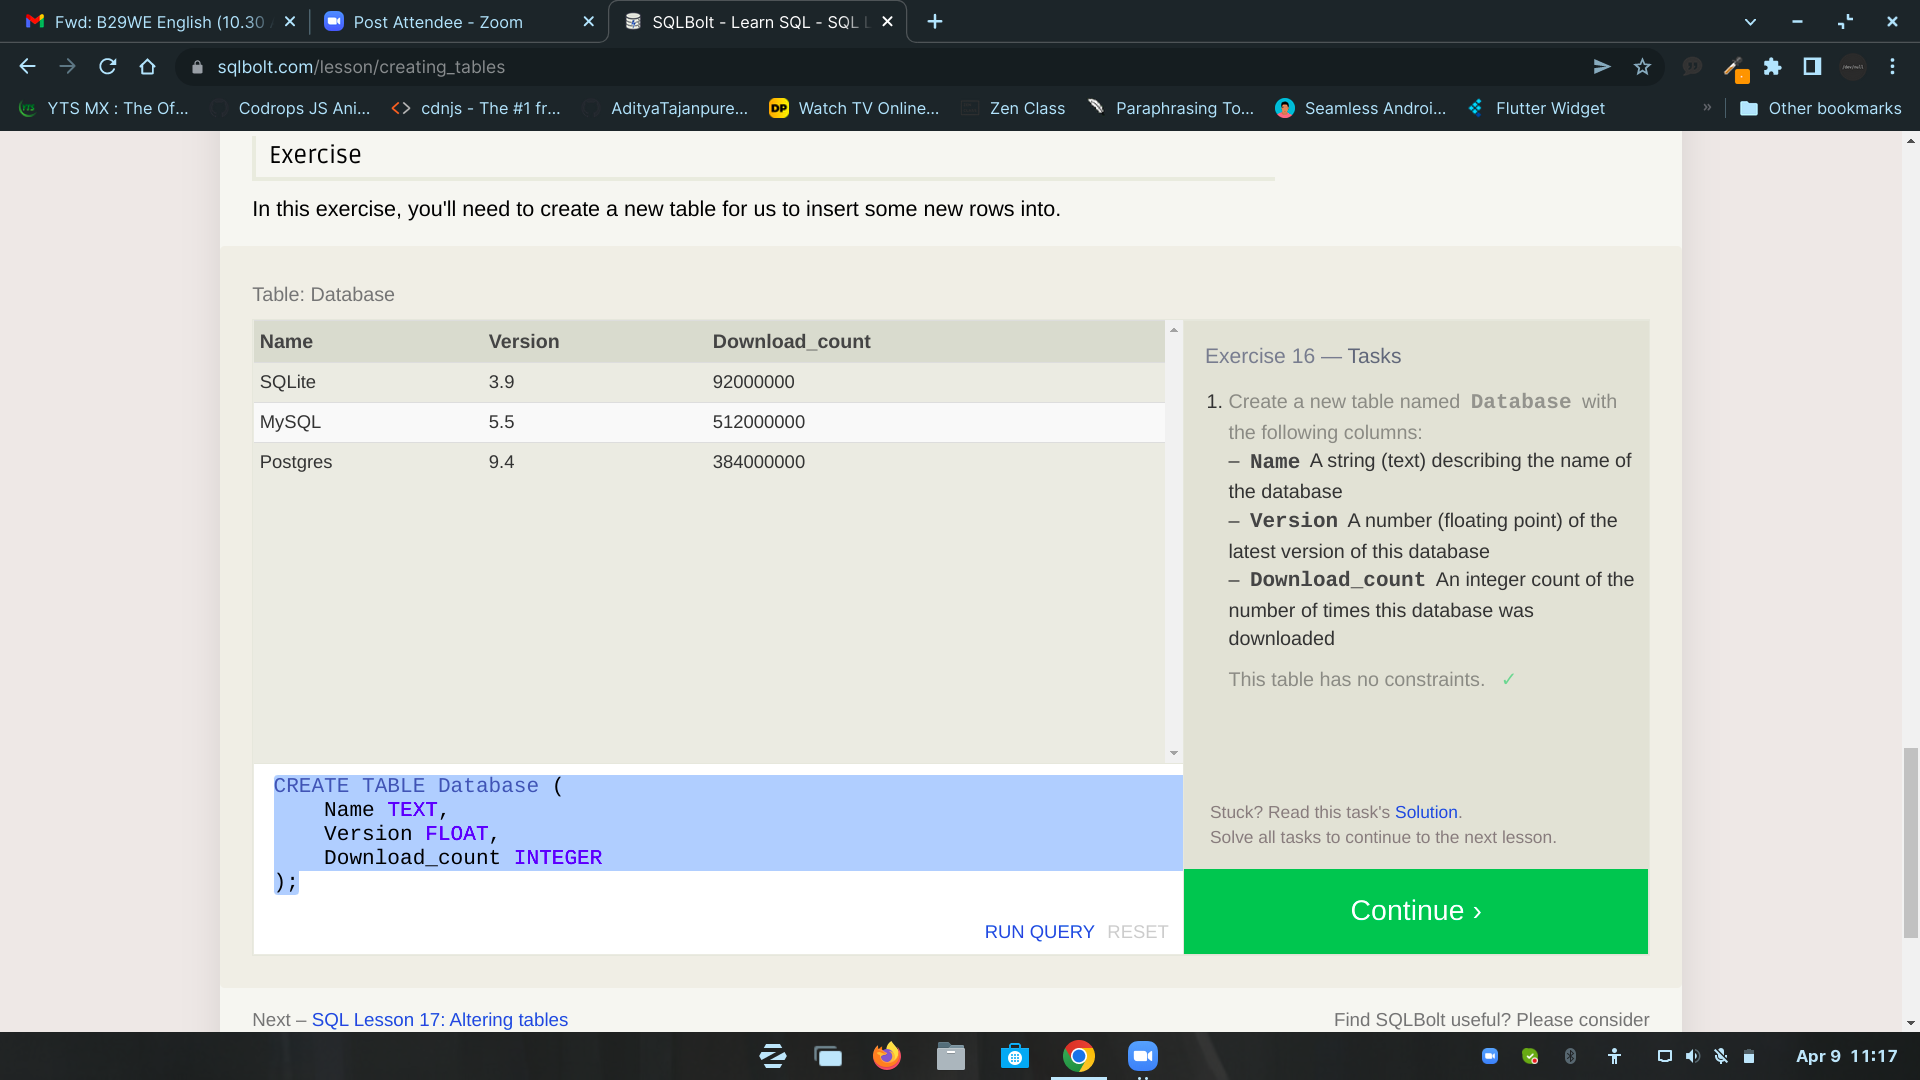 Fwd: B29WE English (10.30
Post Attendee - Zoom
SQLBolt - Learn SQL - SQL
sqlbolt.com/lesson/creating_tables
YTS MX : The Of...
Codrops JS Ani...
cdnjs - The #1 fr...
AdityaTajanpure...
DP
Watch TV Online...
Zen Class
Paraphrasing To...
Seamless Androi...
Flutter Widget
Other bookmarks
Exercise
In this exercise, you'll need to create a new table for us to insert some new rows into.
Table: Database
Name Version Download_count
SQLite 3.9 92000000
MySQL 5.5 512000000
Postgres 9.4 384000000
Exercise 16 — Tasks
1. Create a new table named Database with
the following columns:
– Name A string (text) describing the name of
the database
– Version A number (floating point) of the
latest version of this database
– Download_count An integer count of the
number of times this database was
downloaded
This table has no constraints. ✓
CREATE TABLE Database (
Name TEXT,
Version FLOAT,
Download_count INTEGER
);
RUN QUERY RESET
Stuck? Read this task's Solution.
Solve all tasks to continue to the next lesson.
Continue ›
Next – SQL Lesson 17: Altering tables
Find SQLBolt useful? Please consider
Apr 9 11:17